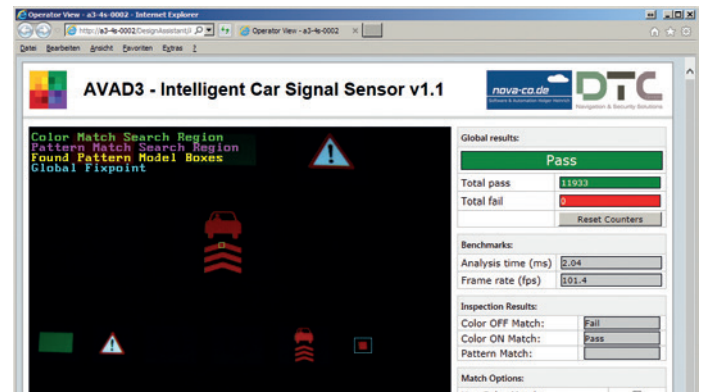 Operator View - a3-4s-0002 - Internet Explorer
http://a3-4s-0002/DesignAssistant/
Operator View - a3-4s-0002
Datei Bearbeiten Ansicht Favoriten Extras ?
AVAD3 - Intelligent Car Signal Sensor v1.1
nova-co.de
DTC
Navigation & Security Solutions
Color Match Search Region
Pattern Match Search Region
Found Pattern Model Boxes
Global Fixpoint
Global results:
Pass
Total pass 11933
Total fail 0
Reset Counters
Benchmarks:
Analysis time (ms) 2.04
Frame rate (fps) 101.4
Inspection Results:
Color OFF Match: Fail
Color ON Match: Pass
Pattern Match:
Match Options: